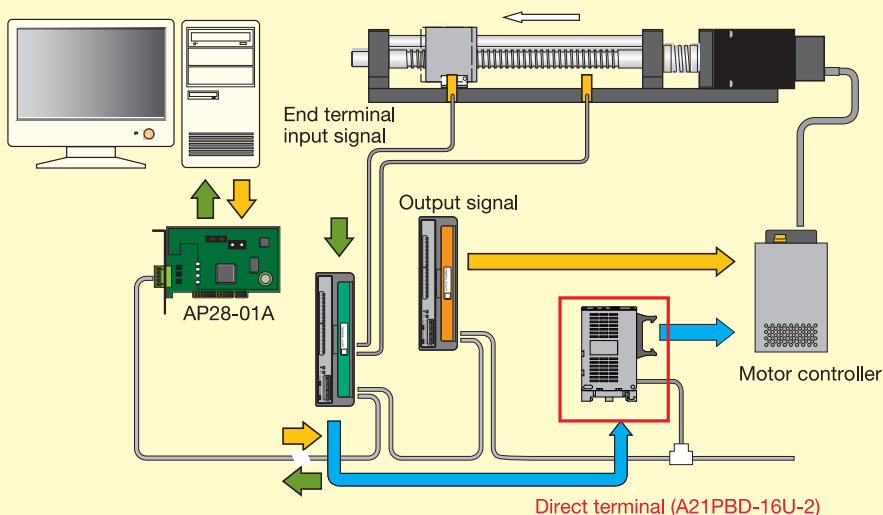 End terminal
input signal
Output signal
AP28-01A
Motor controller
Direct terminal (A21PBD-16U-2)